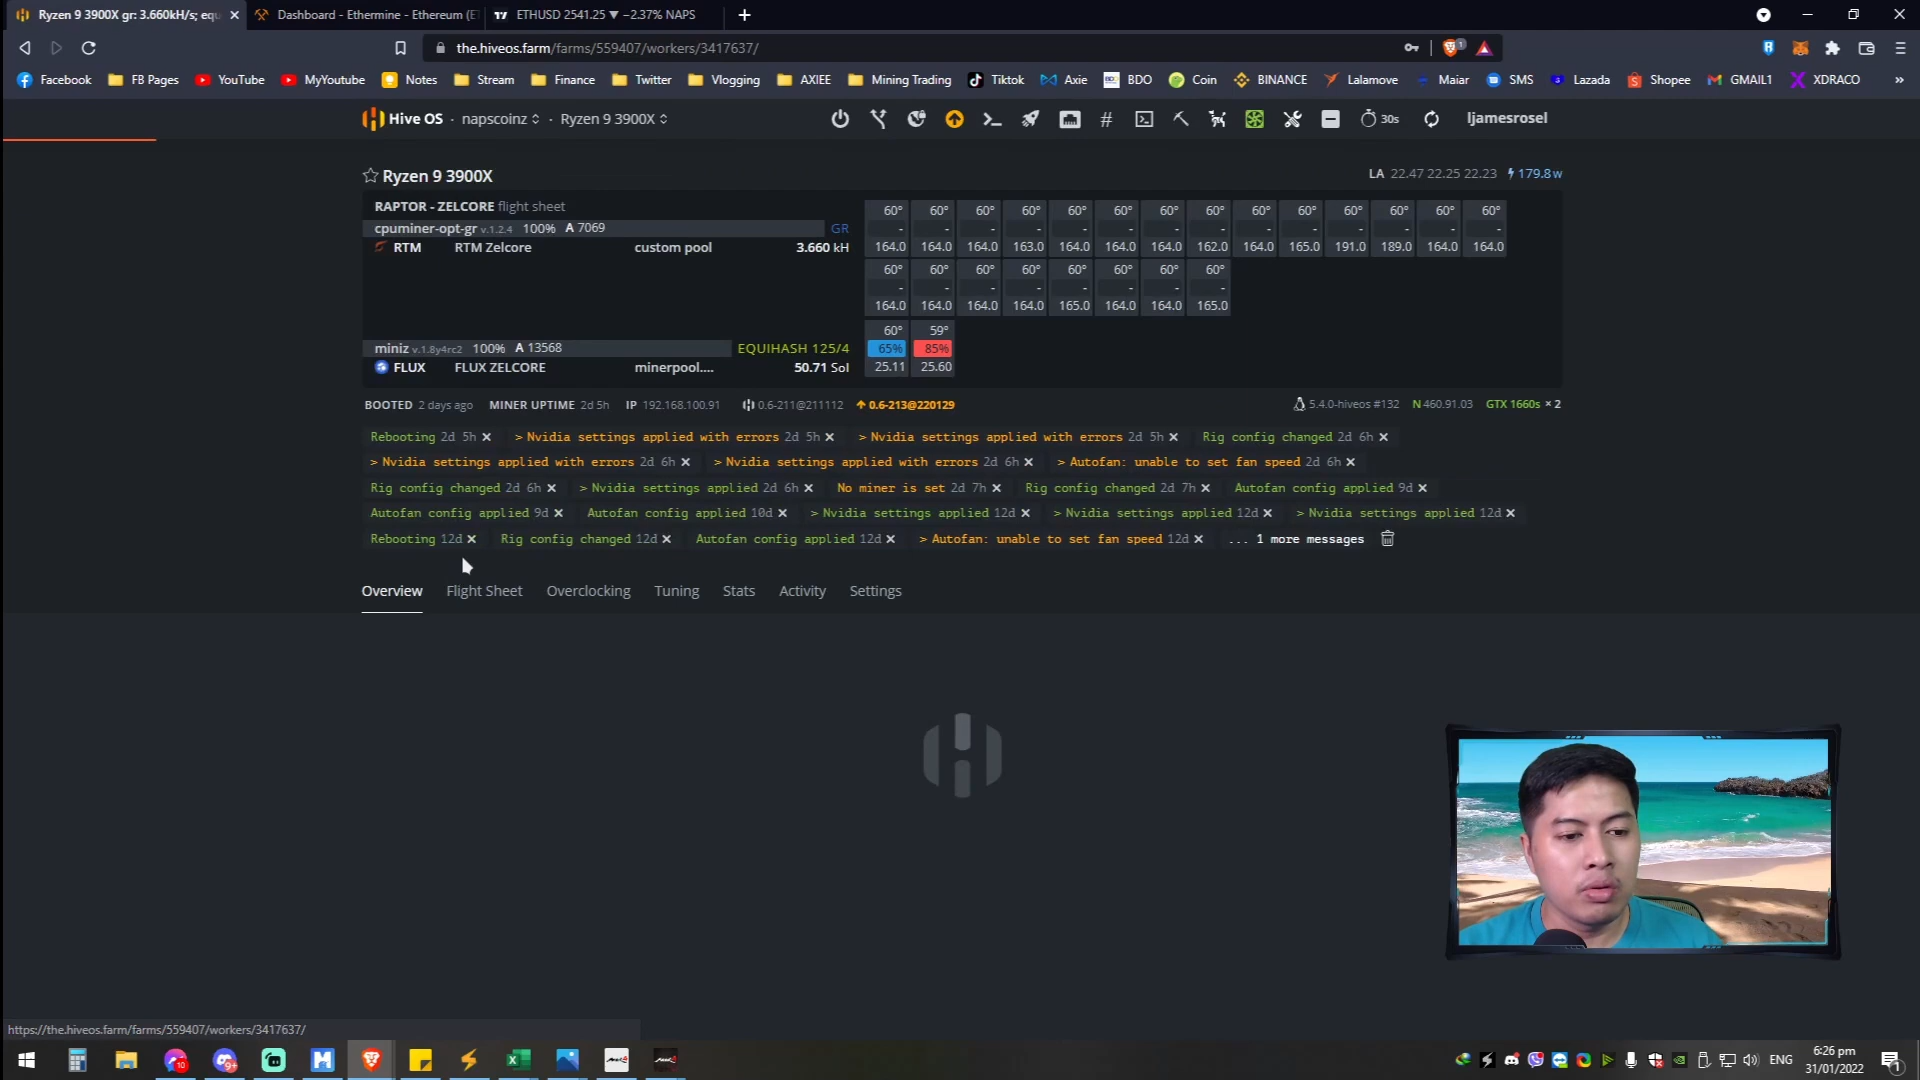 Ryzen 9 3900X gr: 3.660kH/s; equ
Dashboard - Ethermine - Ethereum (E
ETHUSD 2541.25 ▼ −2.37% NAPS
the.hiveos.farm/farms/559407/workers/3417637/
1
Facebook FB Pages YouTube MyYoutube Notes Stream Finance Twitter Vlogging AXIEE Mining Trading Tiktok Axie BDO Coin BINANCE Lalamove Maiar SMS Lazada Shopee GMAIL1 XDRACO »
Hive OS · napscoinz · Ryzen 9 3900X 30s ljamesrosel
Ryzen 9 3900X LA 22.47 22.25 22.23 179.8 w
RAPTOR - ZELCORE flight sheet
cpuminer-opt-gr v.1.2.4 100% A 7069 GR
RTM RTM Zelcore custom pool 3.660 kH
60° 60° 60° 60° 60° 60° 60° 60° 60° 60° 60° 60° 60° 60°
- - - - - - - - - - - - - -
164.0 164.0 164.0 163.0 164.0 164.0 164.0 162.0 164.0 165.0 191.0 189.0 164.0 164.0
60° 60° 60° 60° 60° 60° 60° 60°
- - - - - - - -
164.0 164.0 164.0 164.0 165.0 164.0 164.0 165.0
60° 59°
miniz v.1.8y4rc2 100% A 13568 EQUIHASH 125/4 65% 85%
FLUX FLUX ZELCORE minerpool.... 50.71 Sol 25.11 25.60
BOOTED 2 days ago MINER UPTIME 2d 5h IP 192.168.100.91 0.6-211@211112 0.6-213@220129 5.4.0-hiveos #132 N 460.91.03 GTX 1660s × 2
Rebooting 2d 5h × > Nvidia settings applied with errors 2d 5h × > Nvidia settings applied with errors 2d 5h × Rig config changed 2d 6h ×
> Nvidia settings applied with errors 2d 6h × > Nvidia settings applied with errors 2d 6h × > Autofan: unable to set fan speed 2d 6h ×
Rig config changed 2d 6h × > Nvidia settings applied 2d 6h × No miner is set 2d 7h × Rig config changed 2d 7h × Autofan config applied 9d ×
Autofan config applied 9d × Autofan config applied 10d × > Nvidia settings applied 12d × > Nvidia settings applied 12d × > Nvidia settings applied 12d ×
Rebooting 12d × Rig config changed 12d × Autofan config applied 12d × > Autofan: unable to set fan speed 12d × ... 1 more messages
Overview Flight Sheet Overclocking Tuning Stats Activity Settings
https://the.hiveos.farm/farms/559407/workers/3417637/
10
9+
ENG
6:26 pm
31/01/2022
1